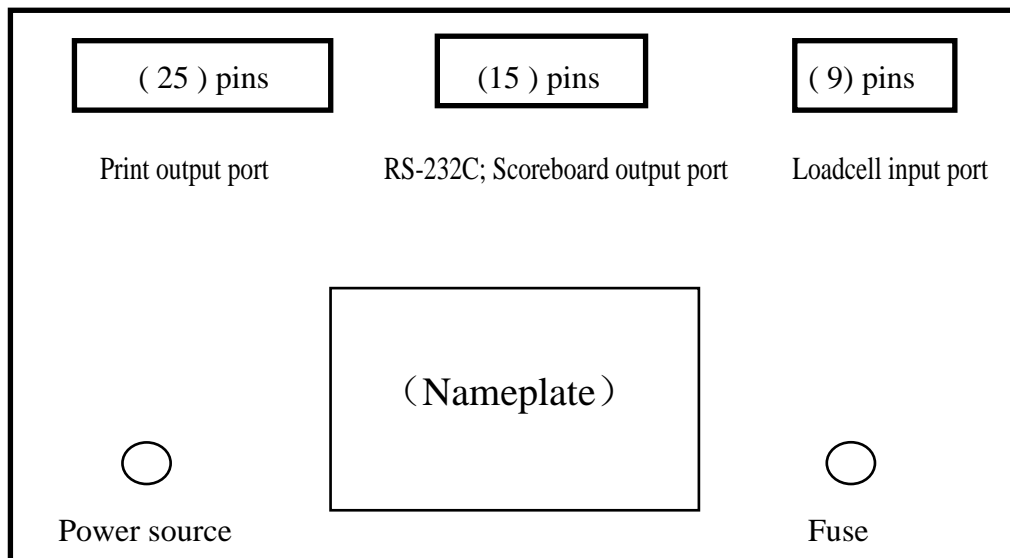 ( 25 ) pins
(15 ) pins
( 9) pins
Print output port
RS-232C; Scoreboard output port
Loadcell input port
（Nameplate）
Power source
Fuse